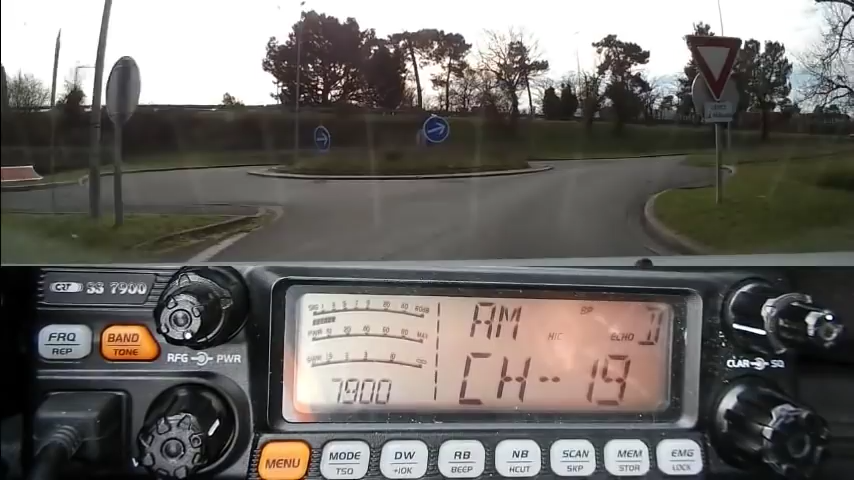 CRT SS 7900
FRQ
REP
BAND
TONE
RFG PWR
AM
BP
MIC
ECHO
D
CH-19
7900
CLAR SQ
MENU
MODE
TSQ
DW
+10K
RB
BEEP
NB
HCUT
SCAN
SKP
MEM
STOR
EMG
LOCK